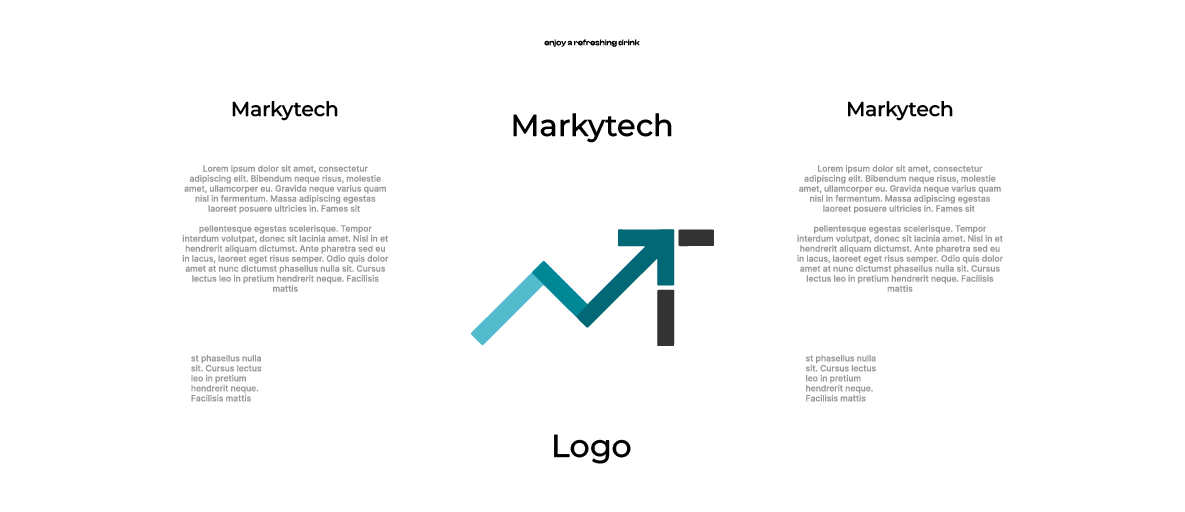 enjoy a refreshing drink
Markytech
Lorem ipsum dolor sit amet, consectetur
adipiscing elit. Bibendum neque risus, molestie
amet, ullamcorper eu. Gravida neque varius quam
nisl in fermentum. Massa adipiscing egestas
laoreet posuere ultricies in. Fames sit
pellentesque egestas scelerisque. Tempor
interdum volutpat, donec sit lacinia amet. Nisl in et
hendrerit aliquam dictumst. Ante pharetra sed eu
in lacus, laoreet eget risus semper. Odio quis dolor
amet at nunc dictumst phasellus nulla sit. Cursus
lectus leo in pretium hendrerit neque. Facilisis
mattis
st phasellus nulla
sit. Cursus lectus
leo in pretium
hendrerit neque.
Facilisis mattis
Markytech
Logo
Markytech
Lorem ipsum dolor sit amet, consectetur
adipiscing elit. Bibendum neque risus, molestie
amet, ullamcorper eu. Gravida neque varius quam
nisl in fermentum. Massa adipiscing egestas
laoreet posuere ultricies in. Fames sit
pellentesque egestas scelerisque. Tempor
interdum volutpat, donec sit lacinia amet. Nisl in et
hendrerit aliquam dictumst. Ante pharetra sed eu
in lacus, laoreet eget risus semper. Odio quis dolor
amet at nunc dictumst phasellus nulla sit. Cursus
lectus leo in pretium hendrerit neque. Facilisis
mattis
st phasellus nulla
sit. Cursus lectus
leo in pretium
hendrerit neque.
Facilisis mattis